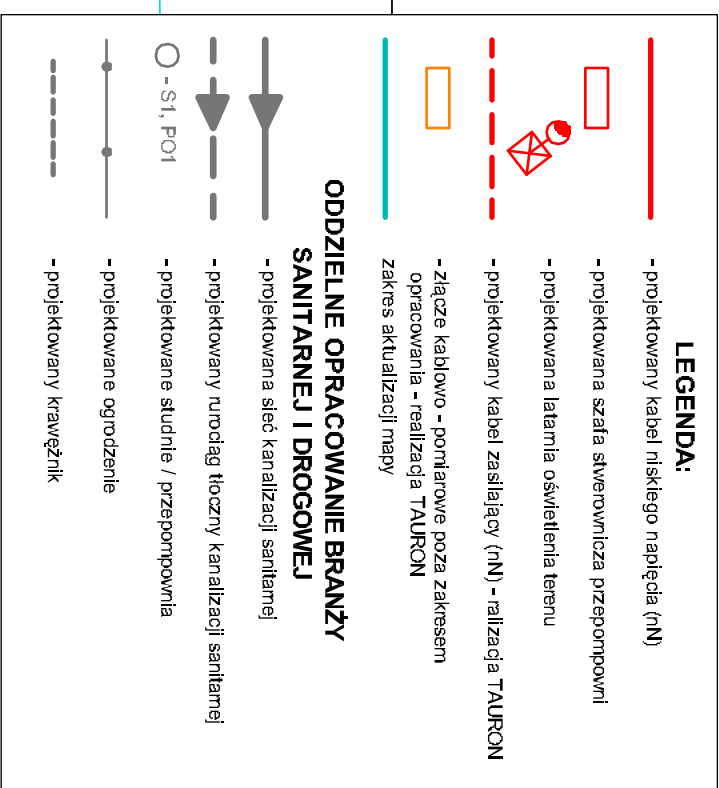 LEGENDA:
- projektowany kabel niskiego napięcia (nN)
- projektowana szafa stwerownicza przepompowni
- projektowana latarnia oświetlenia terenu
- projektowany kabel zasilający (nN) - ralizacja TAURON
- złącze kablowo - pomiarowe poza zakresem
opracowania - realizacja TAURON
zakres aktualizacji mapy
ODDZIELNE OPRACOWANIE BRANŻY
SANITARNEJ I DROGOWEJ
- projektowana sieć kanalizacji sanitarnej
- projektowany rurociąg tłoczny kanalizacji sanitarnej
- S1, PO1
- projektowane studnie / przepompownia
- projektowane ogrodzenie
- projektowany krawężnik